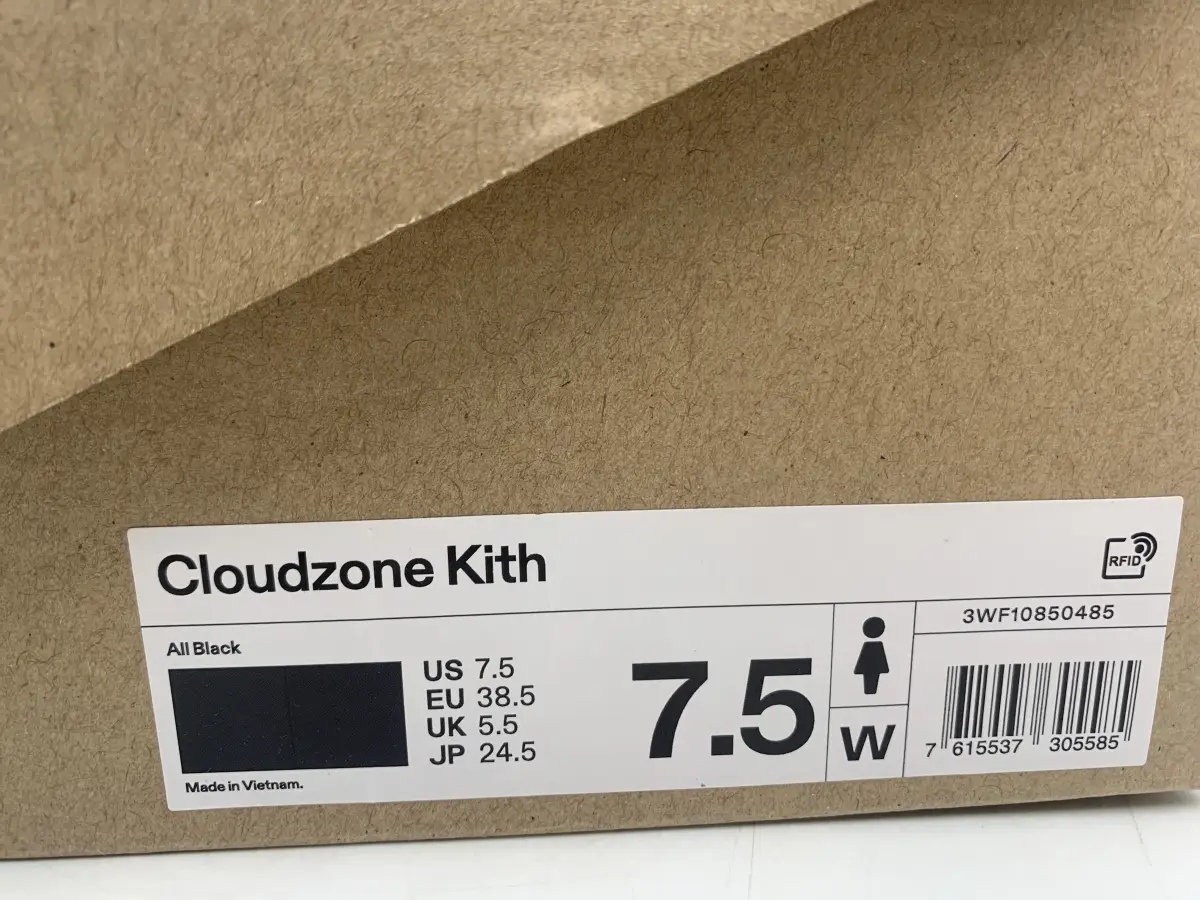 Cloudzone Kith
RFID
All Black
US 7.5
EU 38.5
UK 5.5
JP 24.5
Made in Vietnam.
7.5
W
3WF10850485
7 615537 305585